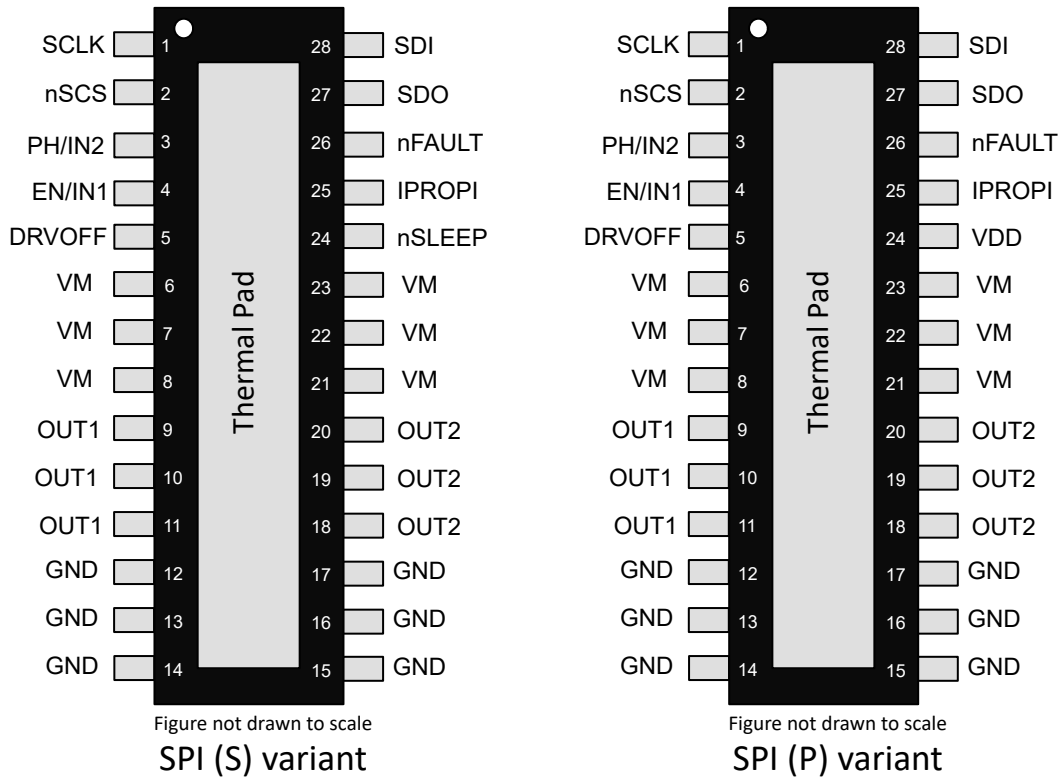 SCLK 1 28 SDI
nSCS 2 27 SDO
PH/IN2 3 26 nFAULT
EN/IN1 4 25 IPROPI
DRVOFF 5 24 nSLEEP
VM 6 23 VM
VM 7 22 VM
VM 8 21 VM
OUT1 9 20 OUT2
OUT1 10 19 OUT2
OUT1 11 18 OUT2
GND 12 17 GND
GND 13 16 GND
GND 14 15 GND
Thermal Pad
Figure not drawn to scale
SPI (S) variant
SCLK 1 28 SDI
nSCS 2 27 SDO
PH/IN2 3 26 nFAULT
EN/IN1 4 25 IPROPI
DRVOFF 5 24 VDD
VM 6 23 VM
VM 7 22 VM
VM 8 21 VM
OUT1 9 20 OUT2
OUT1 10 19 OUT2
OUT1 11 18 OUT2
GND 12 17 GND
GND 13 16 GND
GND 14 15 GND
Thermal Pad
Figure not drawn to scale
SPI (P) variant